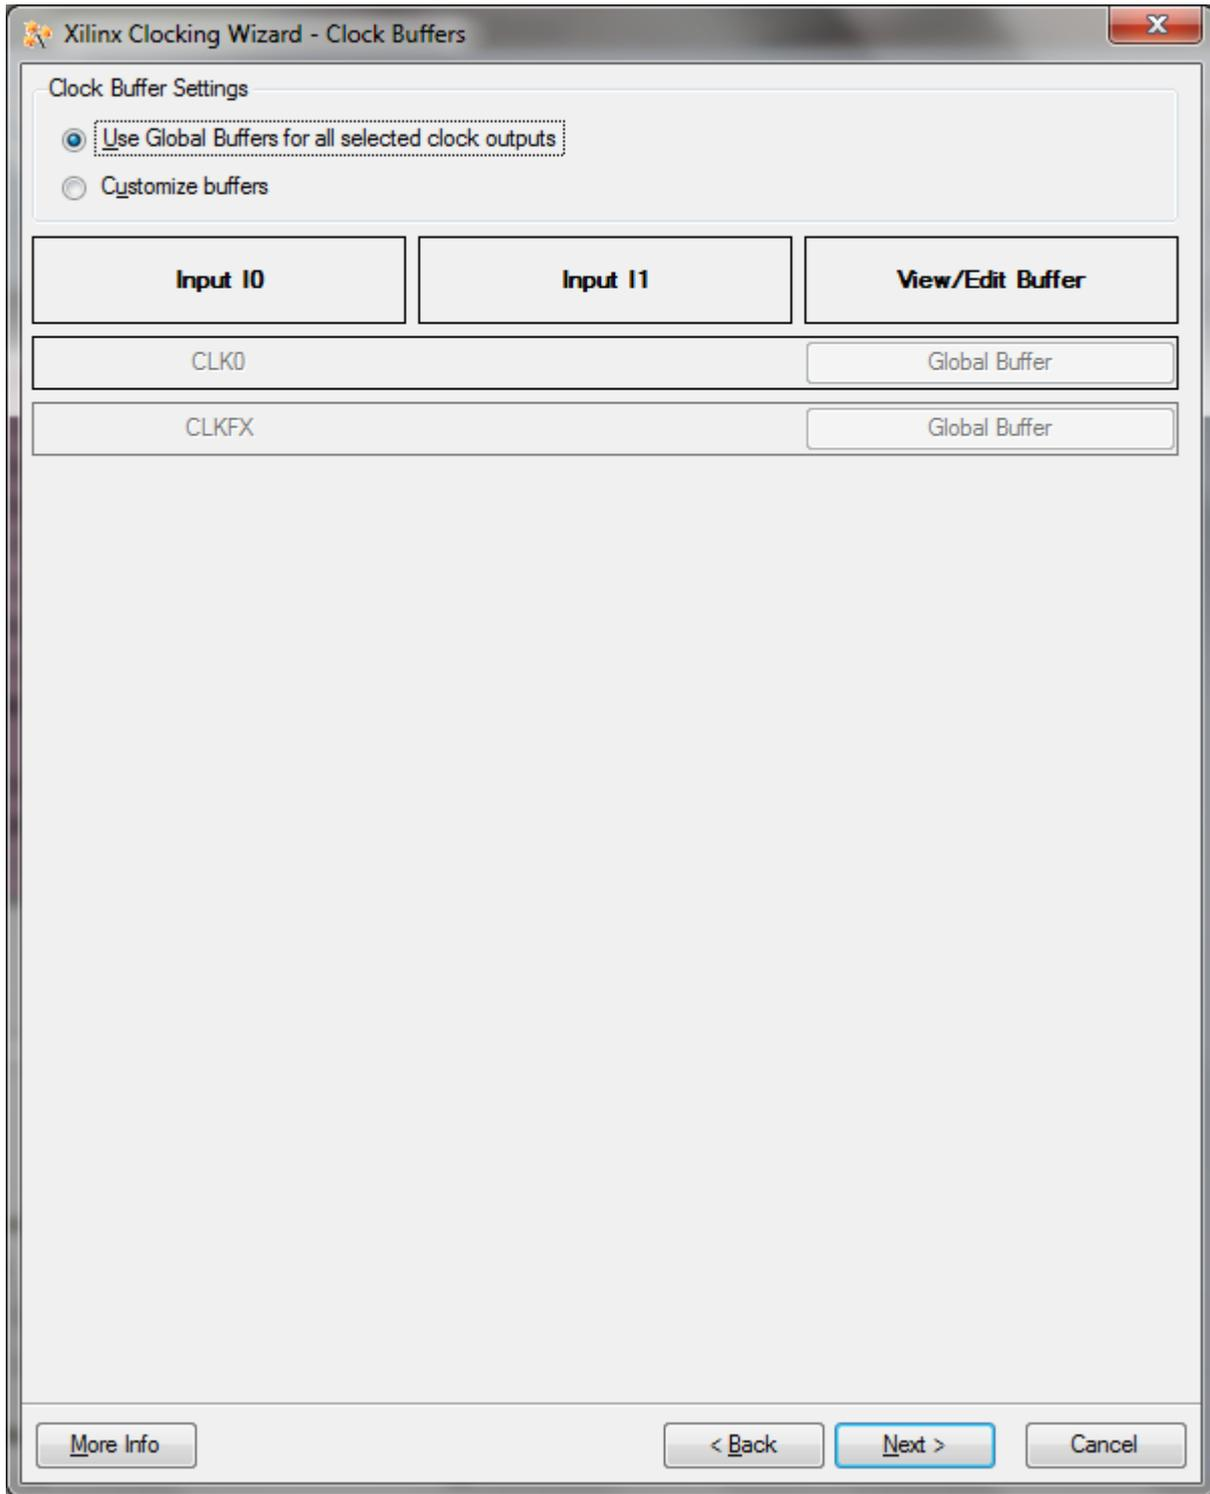 Xilinx Clocking Wizard - Clock Buffers
X
Clock Buffer Settings
Use Global Buffers for all selected clock outputs
Customize buffers
Input I0 Input I1 View/Edit Buffer
CLK0 Global Buffer
CLKFX Global Buffer
More Info < Back Next > Cancel